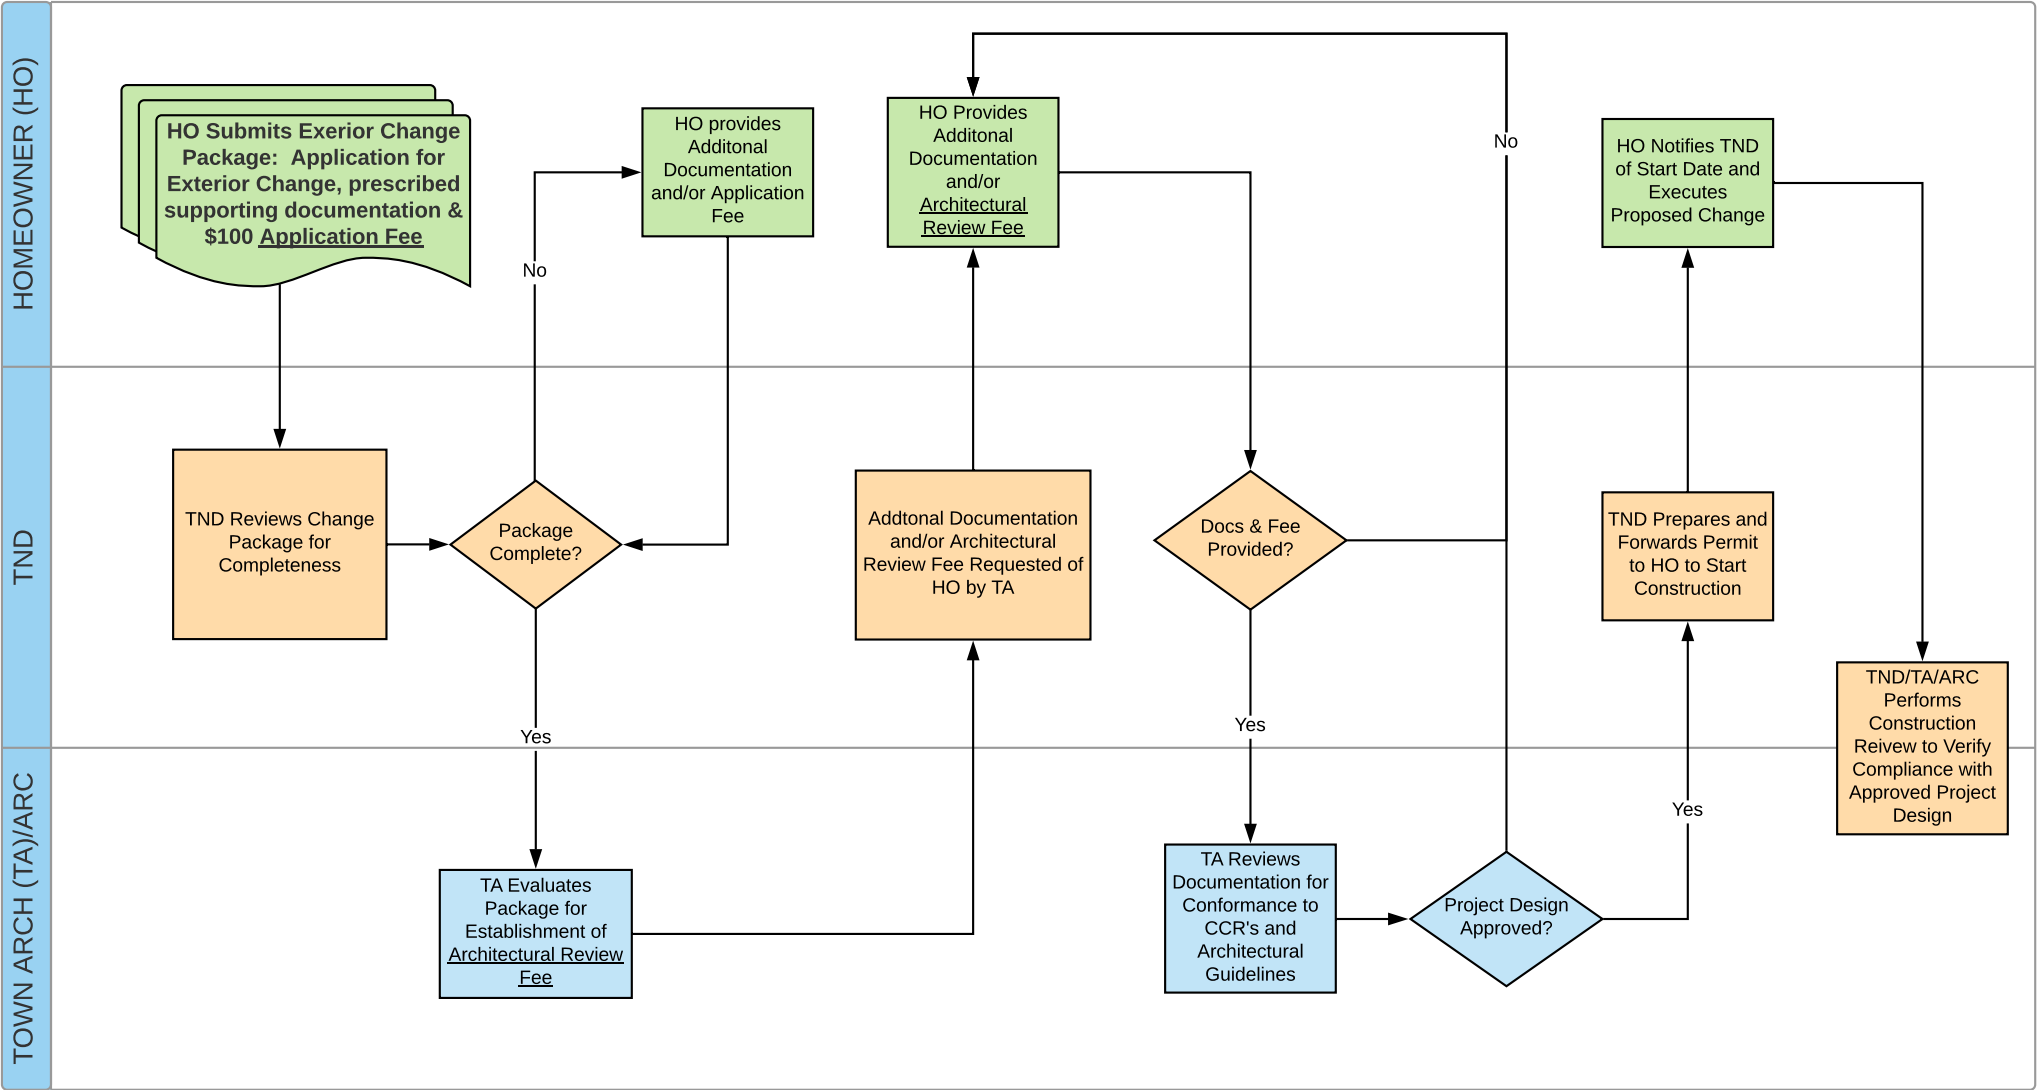 HOMEOWNER (HO)
HO Submits Exerior Change
Package:  Application for
Exterior Change, prescribed
supporting documentation &
$100 Application Fee
HO provides
Additonal
Documentation
and/or Application
Fee
HO Provides
Additonal
Documentation
and/or
Architectural
Review Fee
No
HO Notifies TND
of Start Date and
Executes
Proposed Change
No
TND
TND Reviews Change
Package for
Completeness
Package
Complete?
Addtonal Documentation
and/or Architectural
Review Fee Requested of
HO by TA
Docs & Fee
Provided?
TND Prepares and
Forwards Permit
to HO to Start
Construction
Yes
Yes
TND/TA/ARC
Performs
Construction
Reivew to Verify
Compliance with
Approved Project
Design
TOWN ARCH (TA)/ARC
TA Evaluates
Package for
Establishment of
Architectural Review
Fee
TA Reviews
Documentation for
Conformance to
CCR's and
Architectural
Guidelines
Project Design
Approved?
Yes